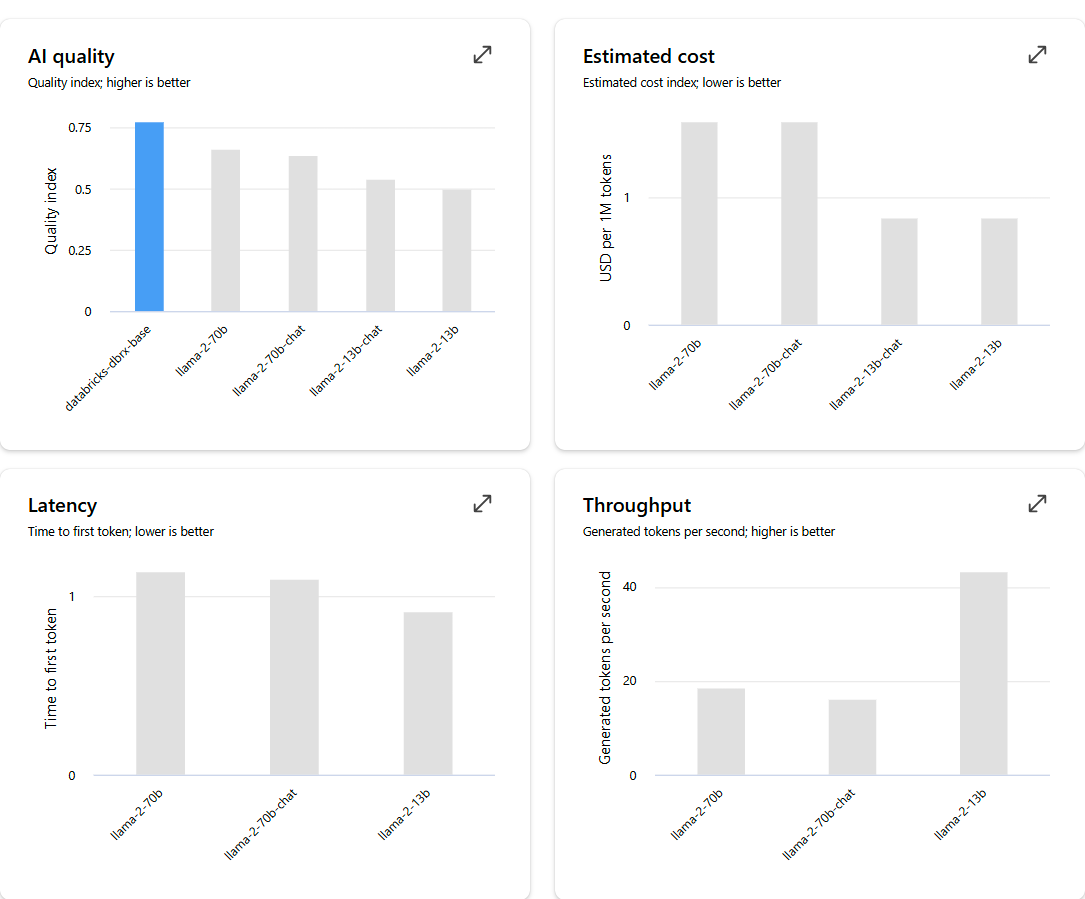 AI quality
Quality index; higher is better
Quality index
0.75
0.5
0.25
0
databricks-dbrx-base
llama-2-70b
llama-2-70b-chat
llama-2-13b-chat
llama-2-13b
Estimated cost
Estimated cost index; lower is better
USD per 1M tokens
1
0
llama-2-70b
llama-2-70b-chat
llama-2-13b-chat
llama-2-13b
Latency
Time to first token; lower is better
Time to first token
1
0
llama-2-70b
llama-2-70b-chat
llama-2-13b
Throughput
Generated tokens per second; higher is better
Generated tokens per second
40
20
0
llama-2-70b
llama-2-70b-chat
llama-2-13b